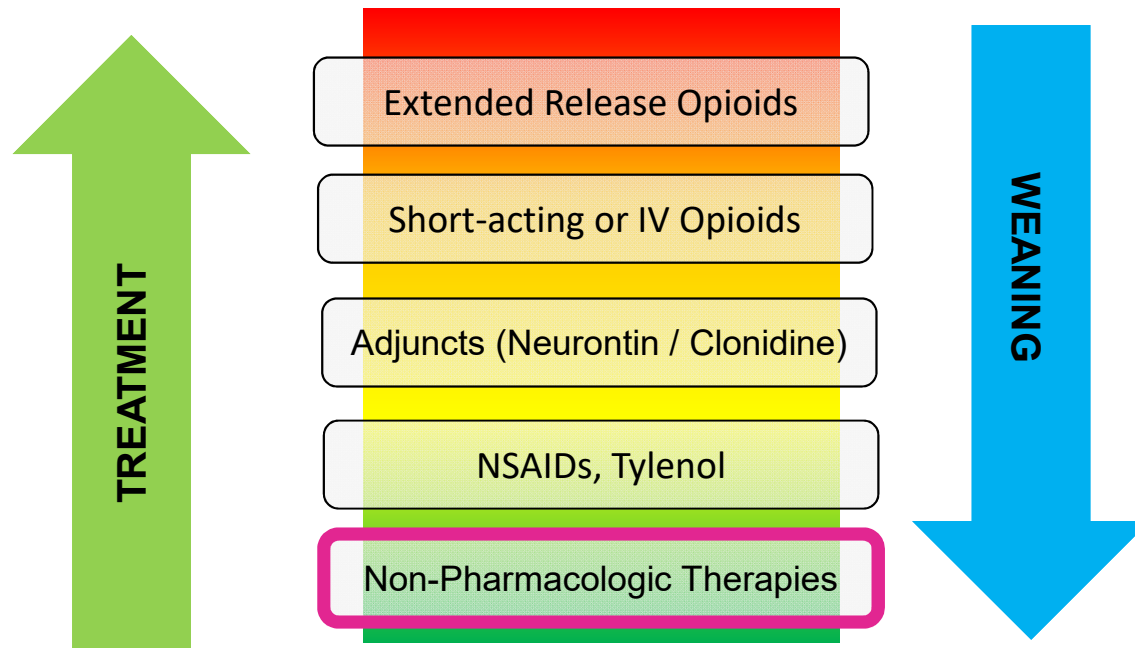 Extended Release Opioids
Short-acting or IV Opioids
Adjuncts (Neurontin / Clonidine)
NSAIDs, Tylenol
Non-Pharmacologic Therapies
TREATMENT
WEANING